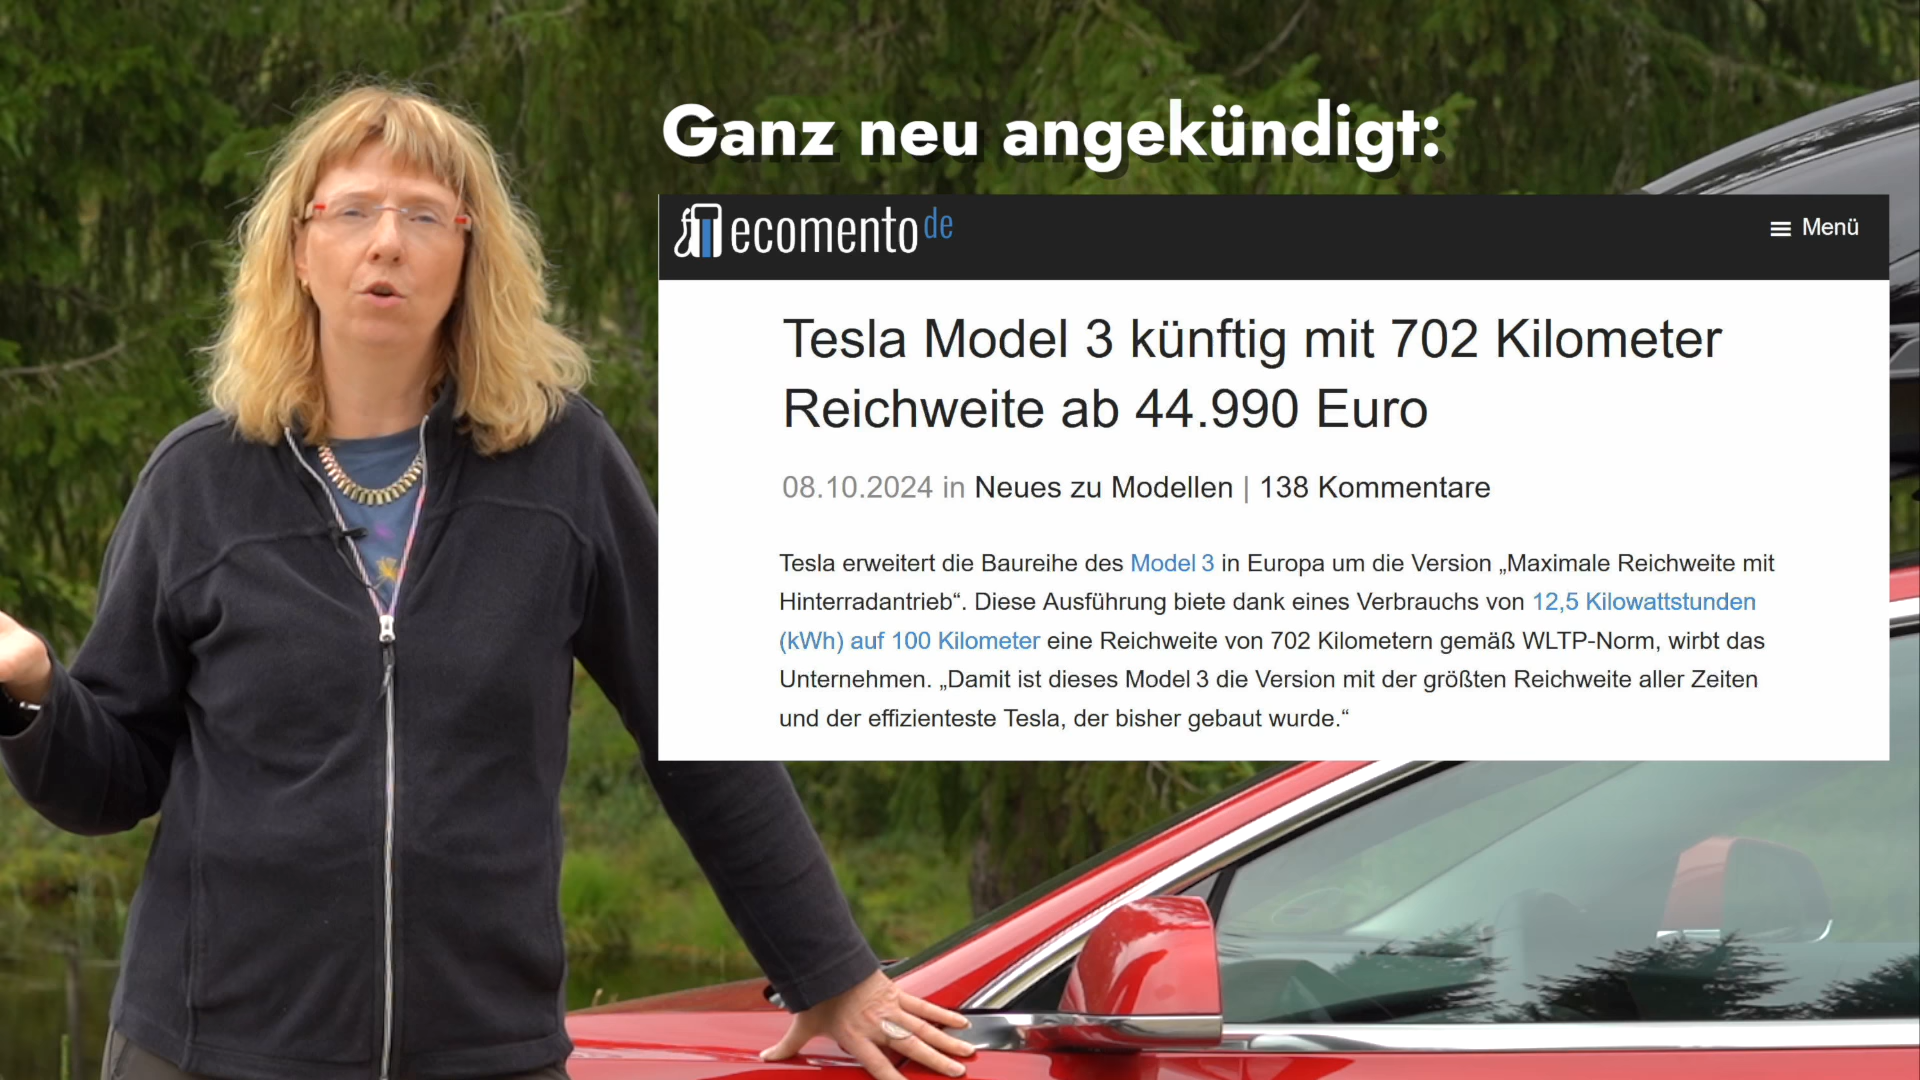 Ganz neu angekündigt:
ecomento de
Menü
Tesla Model 3 künftig mit 702 Kilometer
Reichweite ab 44.990 Euro
08.10.2024 in Neues zu Modellen | 138 Kommentare
Tesla erweitert die Baureihe des Model 3 in Europa um die Version „Maximale Reichweite mit
Hinterradantrieb“. Diese Ausführung biete dank eines Verbrauchs von 12,5 Kilowattstunden
(kWh) auf 100 Kilometer eine Reichweite von 702 Kilometern gemäß WLTP-Norm, wirbt das
Unternehmen. „Damit ist dieses Model 3 die Version mit der größten Reichweite aller Zeiten
und der effizienteste Tesla, der bisher gebaut wurde.“